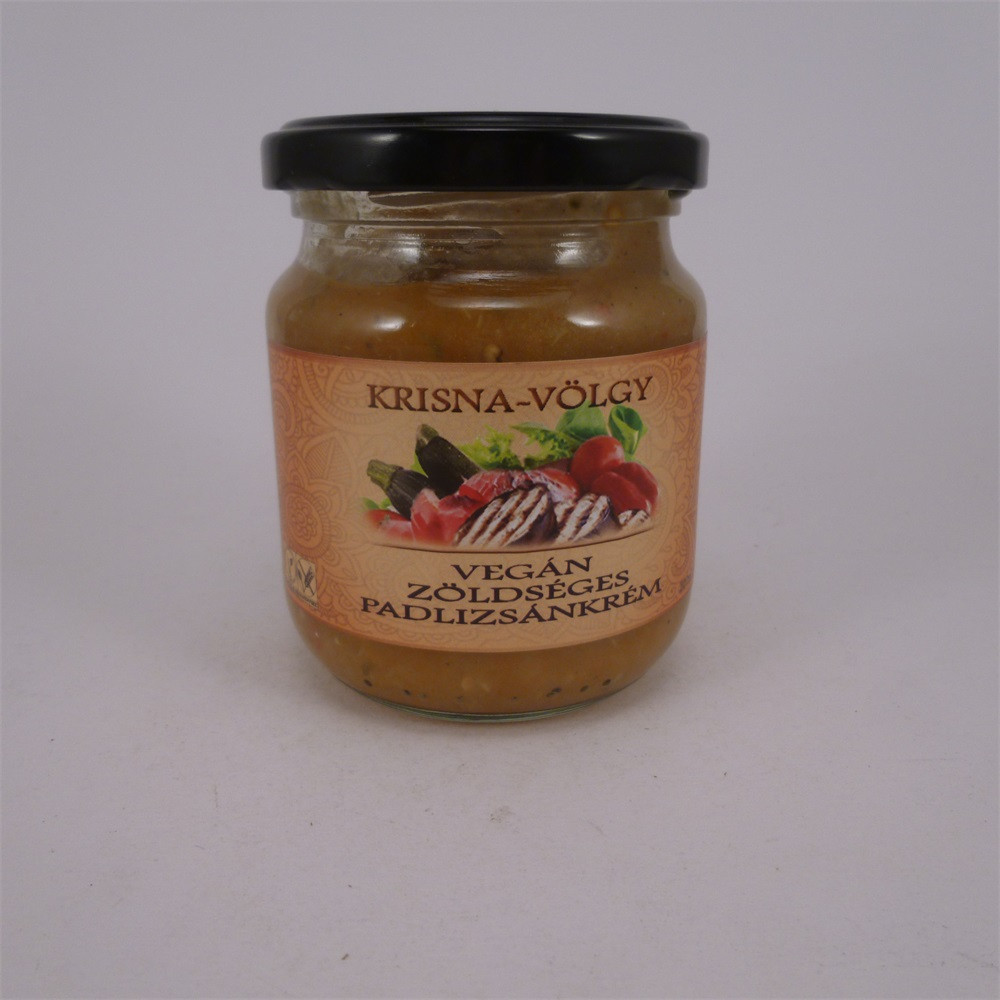 KRISNA-VÖLGY
VEGÁN
ZÖLDSÉGES
PADLIZSÁNKRÉM